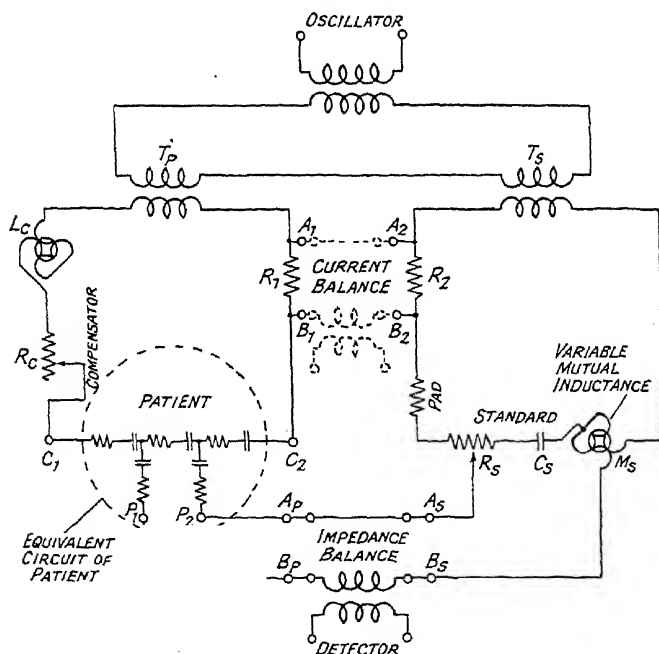 OSCILLATOR
TP
TS
LC
A1
A2
R1
CURRENT
BALANCE
R2
B1
B2
RC
COMPENSATOR
PATIENT
PAD
VARIABLE
MUTUAL
INDUCTANCE
STANDARD
C1
C2
RS
CS
MS
P1
P2
AP
AS
EQUIVALENT
CIRCUIT OF
PATIENT
IMPEDANCE
BALANCE
BP
BS
DETECTOR